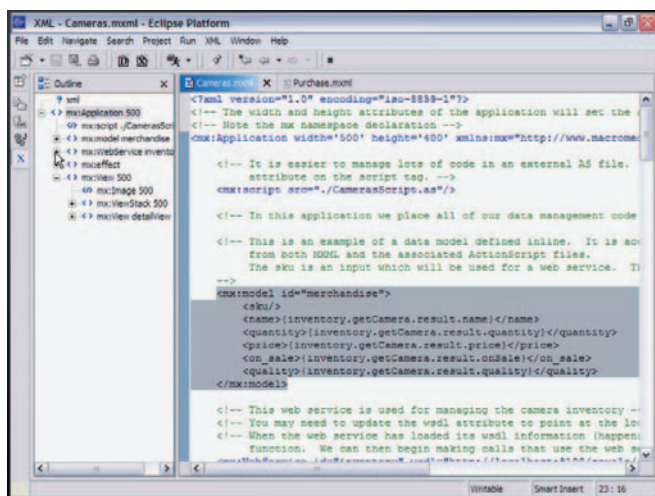 XML - Cameras.mxml - Eclipse Platform
File Edit Navigate Search Project Run XML Window Help
Outline
Cameras.mxml
Purchase.mxml
xml
mx:Application 500
mx:script ./CamerasScri
mx:model merchandise
mx:WebService invento
mx:effect
mx:View 500
mx:Image 500
mx:ViewStack 500
mx:View detailView
<?xml version="1.0" encoding="iso-8859-1"?>
<!-- The width and height attributes of the application will set the
<!-- Note the mx namespace declaration -->
<mx:Application width='500' height='400' xmlns:mx="http://www.macrome
<!-- It is easier to manage lots of code in an external AS file.
attribute on the script tag. -->
<mx:script src="./CamerasScript.as"/>
<!-- In this application we place all of our data management code
<!-- This is an example of a data model defined inline. It is
from both MXML and the associated ActionScript files.
The sku is an input which will be used for a web service.
-->
<mx:model id="merchandise">
<sku/>
<name>{inventory.getCamera.result.name}</name>
<quantity>{inventory.getCamera.result.quantity}</quantity>
<price>{inventory.getCamera.result.price}</price>
<on_sale>{inventory.getCamera.result.onSale}</on_sale>
<quality>{inventory.getCamera.result.quality}</quality>
</mx:model>
<!-- This web service is used for managing the camera inventory
<!-- You may need to update the wsdl attribute to point at the
<!-- When the web service has loaded its wsdl information (happen
function. We can then begin making calls that use the web
Writable
Smart Insert
23 : 16